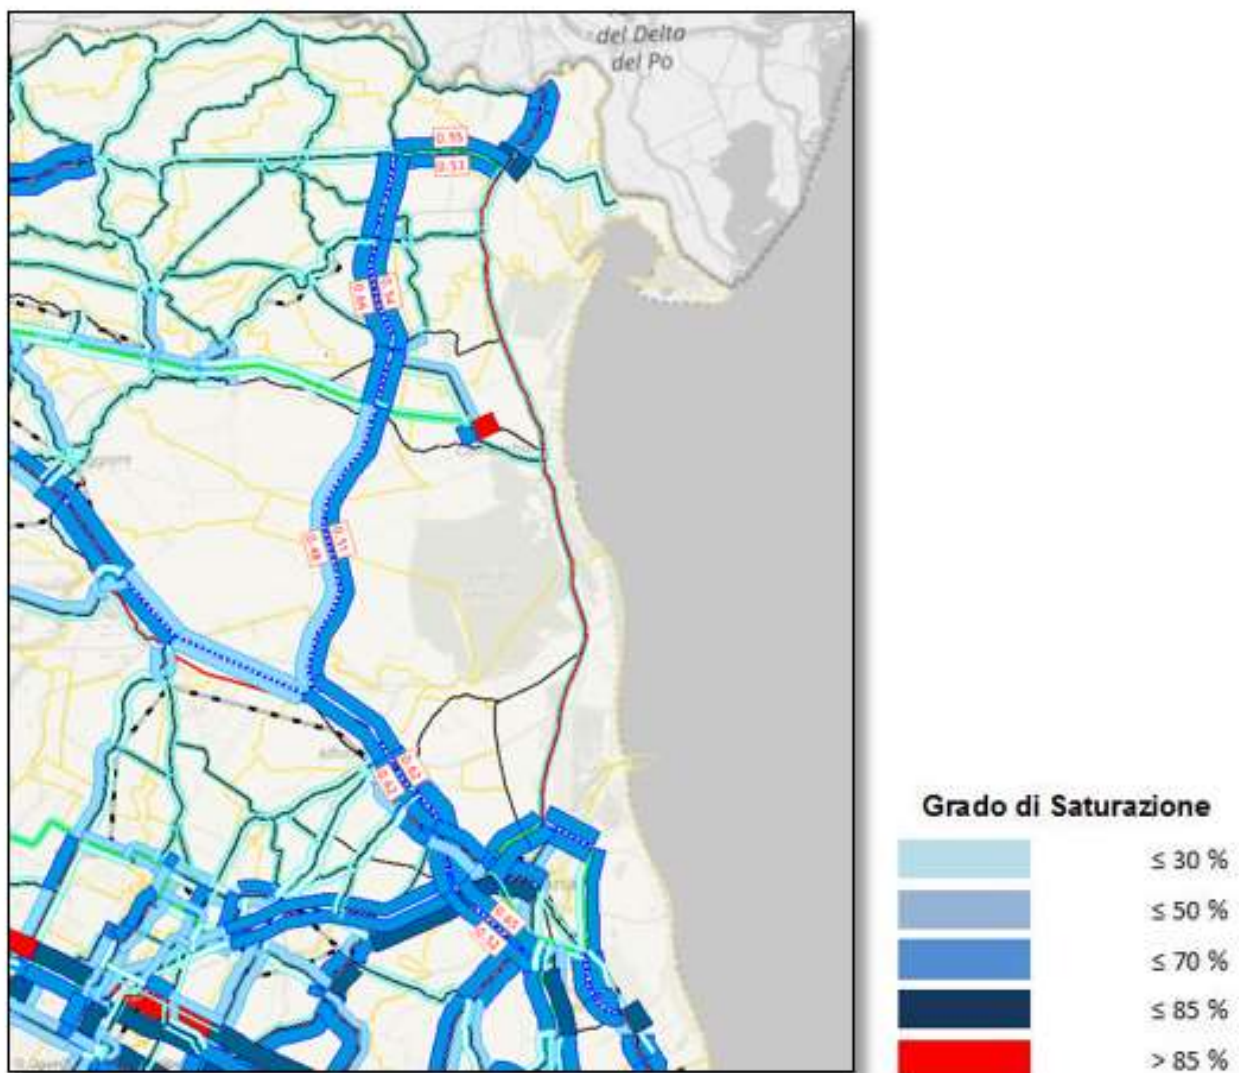 del Delta
del Po
0.55
0.53
0.54
0.66
0.51
0.48
0.62
0.62
0.65
0.52
Grado di Saturazione
≤ 30 %
≤ 50 %
≤ 70 %
≤ 85 %
> 85 %